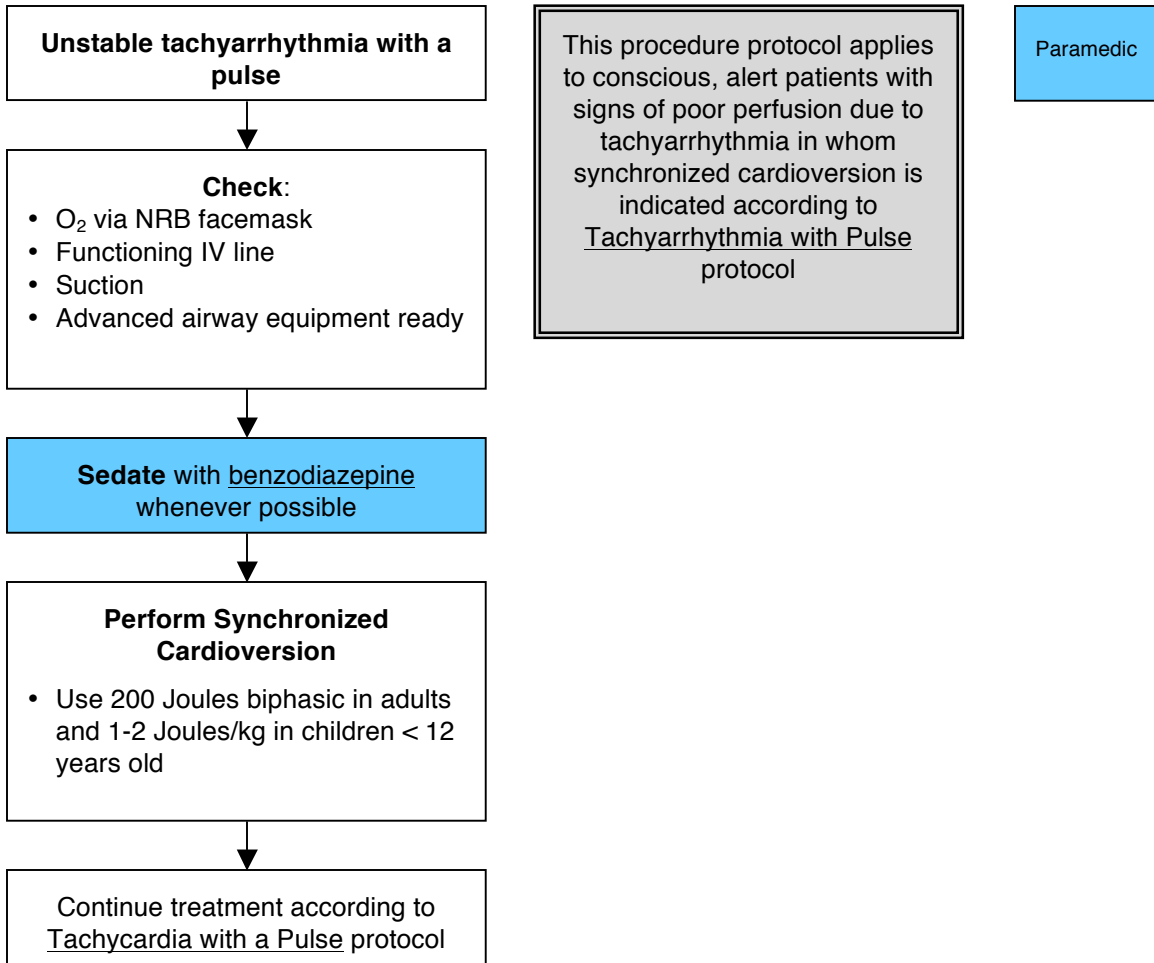 Unstable tachyarrhythmia with a
pulse
This procedure protocol applies
to conscious, alert patients with
signs of poor perfusion due to
tachyarrhythmia in whom
synchronized cardioversion is
indicated according to
Tachyarrhythmia with Pulse
protocol
Paramedic
Check:
• O₂ via NRB facemask
• Functioning IV line
• Suction
• Advanced airway equipment ready
Sedate with benzodiazepine
whenever possible
Perform Synchronized
Cardioversion
• Use 200 Joules biphasic in adults
and 1-2 Joules/kg in children < 12
years old
Continue treatment according to
Tachycardia with a Pulse protocol